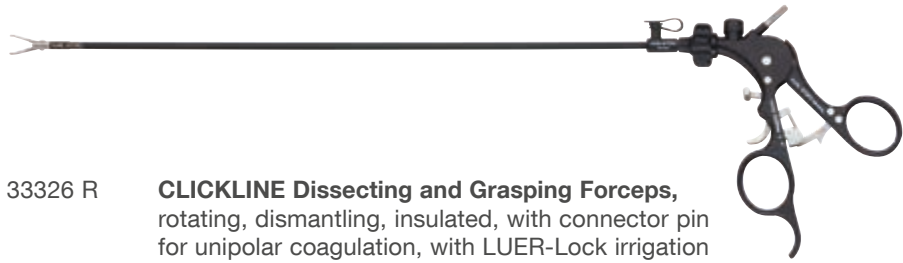 33326 R CLICKLINE Dissecting and Grasping Forceps,
rotating, dismantling, insulated, with connector pin
for unipolar coagulation, with LUER-Lock irrigation